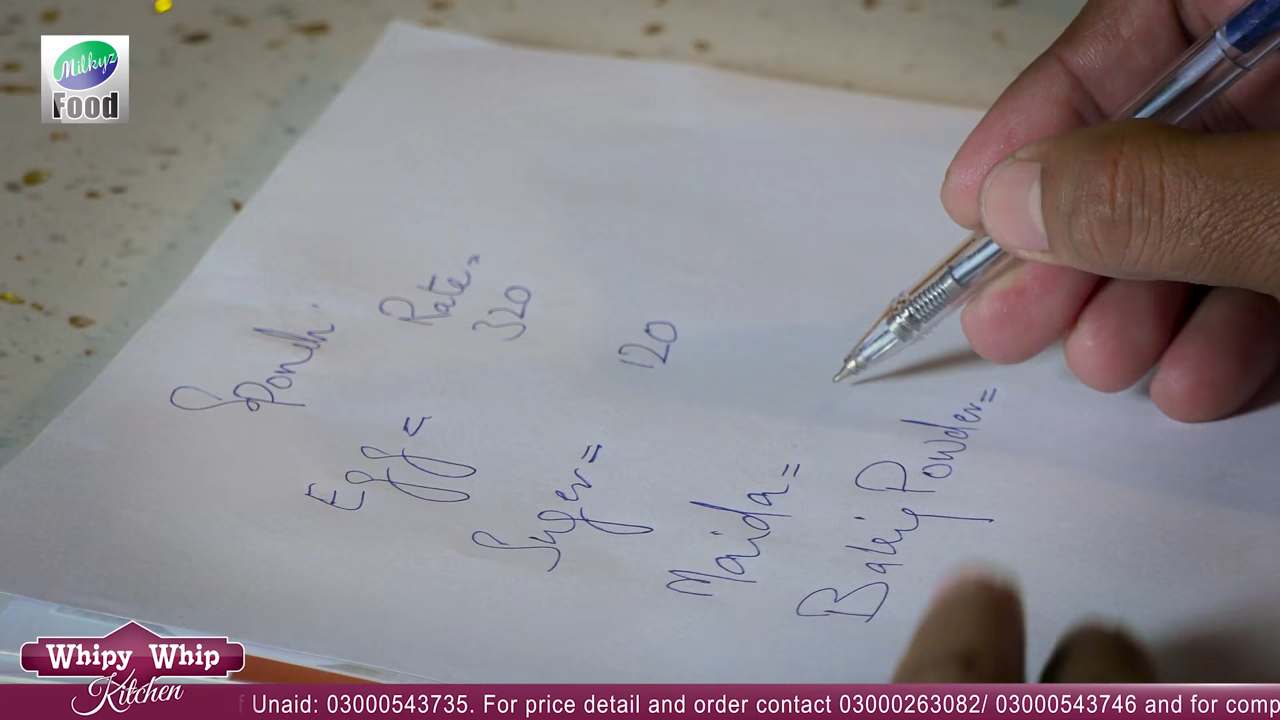 Milkyz
Food
Sponch.
Rate=
Egg = 320
Suger= 120
Maida=
Baking Powder=
Whipy Whip
Kitchen
Unaid: 03000543735. For price detail and order contact 03000263082/ 03000543746 and for comp